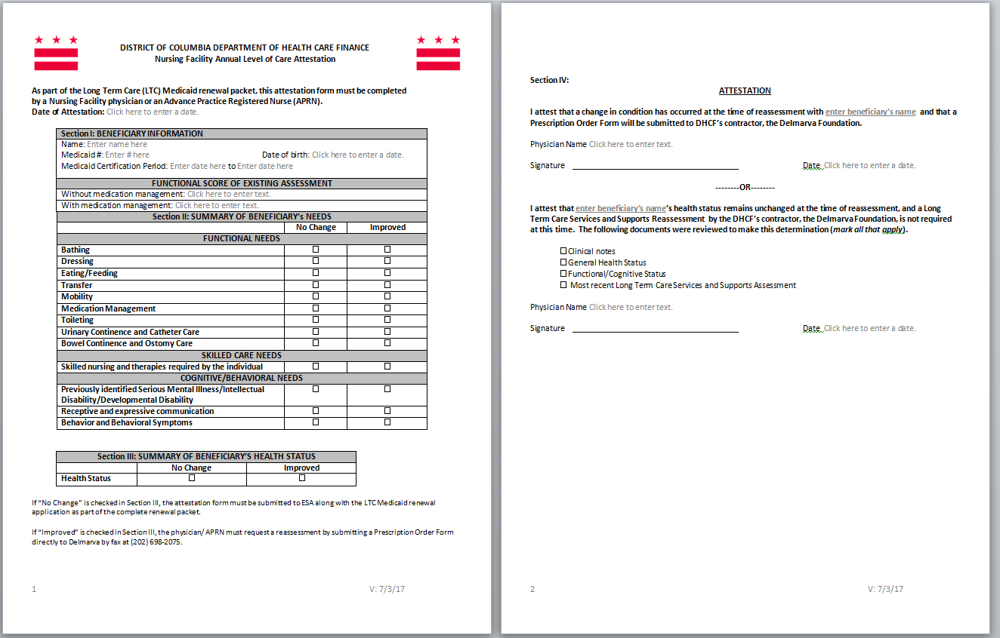 DISTRICT OF COLUMBIA DEPARTMENT OF HEALTH CARE FINANCE
Nursing Facility Annual Level of Care Attestation
As part of the Long Term Care (LTC) Medicaid renewal packet, this attestation form must be completed
by a Nursing Facility physician or an Advance Practice Registered Nurse (APRN).
Date of Attestation: Click here to enter a date.
Section I: BENEFICIARY INFORMATION
Name: Enter name here
Medicaid #: Enter # here Date of birth: Click here to enter a date.
Medicaid Certification Period: Enter date here to Enter date here
FUNCTIONAL SCORE OF EXISTING ASSESSMENT
Without medication management: Click here to enter text.
With medication management: Click here to enter text.
Section II: SUMMARY OF BENEFICIARY's NEEDS
No Change Improved
FUNCTIONAL NEEDS
Bathing ☐ ☐
Dressing ☐ ☐
Eating/Feeding ☐ ☐
Transfer ☐ ☐
Mobility ☐ ☐
Medication Management ☐ ☐
Toileting ☐ ☐
Urinary Continence and Catheter Care ☐ ☐
Bowel Continence and Ostomy Care ☐ ☐
SKILLED CARE NEEDS
Skilled nursing and therapies required by the individual ☐ ☐
COGNITIVE/BEHAVIORAL NEEDS
Previously identified Serious Mental Illness/Intellectual ☐ ☐
Disability/Developmental Disability
Receptive and expressive communication ☐ ☐
Behavior and Behavioral Symptoms ☐ ☐
Section III: SUMMARY OF BENEFICIARY'S HEALTH STATUS
No Change Improved
Health Status ☐ ☐
If "No Change" is checked in Section III, the attestation form must be submitted to ESA along with the LTC Medicaid renewal
application as part of the complete renewal packet.
If "Improved" is checked in Section III, the physician/ APRN must request a reassessment by submitting a Prescription Order Form
directly to Delmarva by fax at (202) 698-2075.
1 V: 7/3/17
Section IV:
ATTESTATION
I attest that a change in condition has occurred at the time of reassessment with enter beneficiary's name and that a
Prescription Order Form will be submitted to DHCF's contractor, the Delmarva Foundation.
Physician Name Click here to enter text.
Signature Date Click here to enter a date.
--------OR--------
I attest that enter beneficiary's name's health status remains unchanged at the time of reassessment, and a Long
Term Care Services and Supports Reassessment by the DHCF's contractor, the Delmarva Foundation, is not required
at this time. The following documents were reviewed to make this determination (mark all that apply).
☐ Clinical notes
☐ General Health Status
☐ Functional/Cognitive Status
☐ Most recent Long Term Care Services and Supports Assessment
Physician Name Click here to enter text.
Signature Date Click here to enter a date.
2 V: 7/3/17